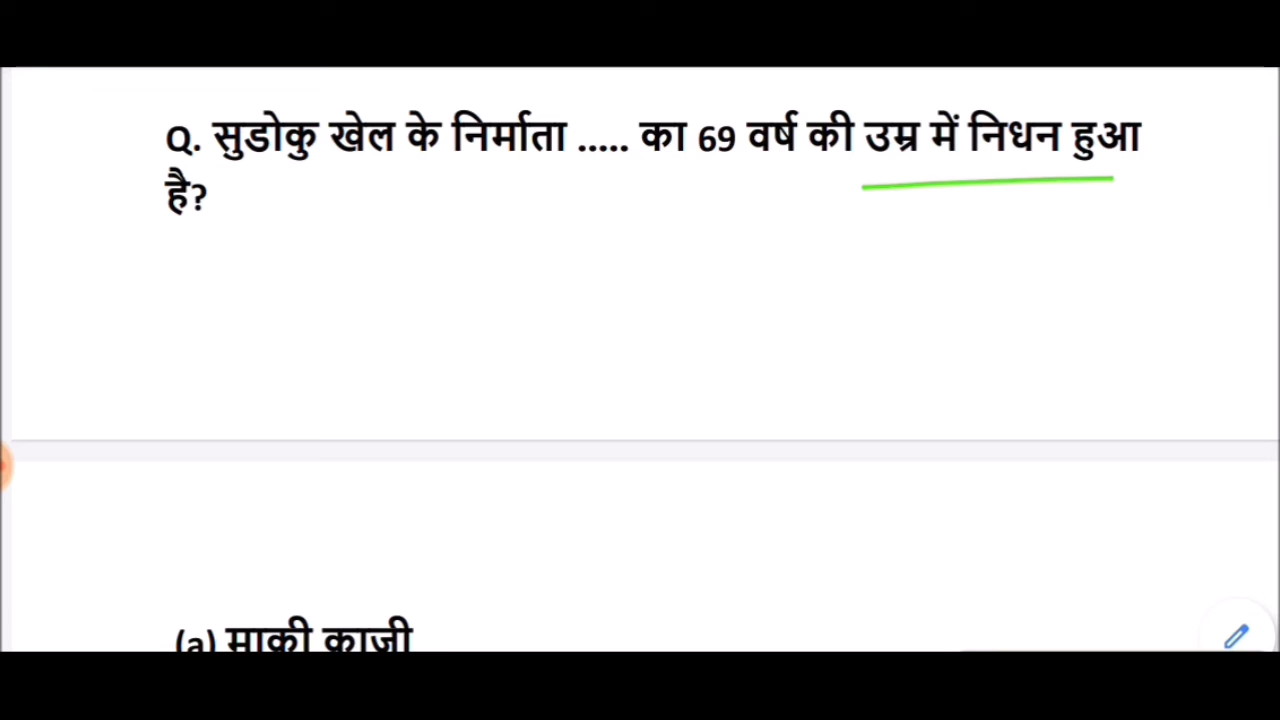 Q. सुडोकु खेल के निर्माता ..... का 69 वर्ष की उम्र में निधन हुआ
है?
(a) माकी काजी